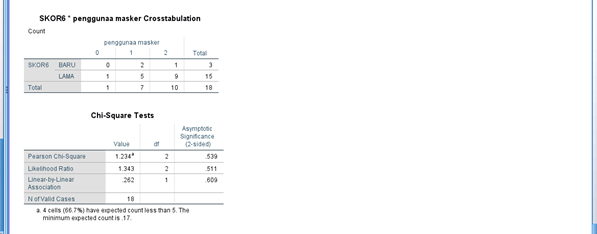 SKOR6 * penggunaa masker Crosstabulation
Count
penggunaa masker
0 1 2 Total
SKOR6 BARU 0 2 1 3
LAMA 1 5 9 15
Total 1 7 10 18
Chi-Square Tests
Asymptotic
Significance
Value df (2-sided)
Pearson Chi-Square 1.234ª 2 .539
Likelihood Ratio 1.343 2 .511
Linear-by-Linear
Association .262 1 .609
N of Valid Cases 18
a. 4 cells (66.7%) have expected count less than 5. The
minimum expected count is .17.